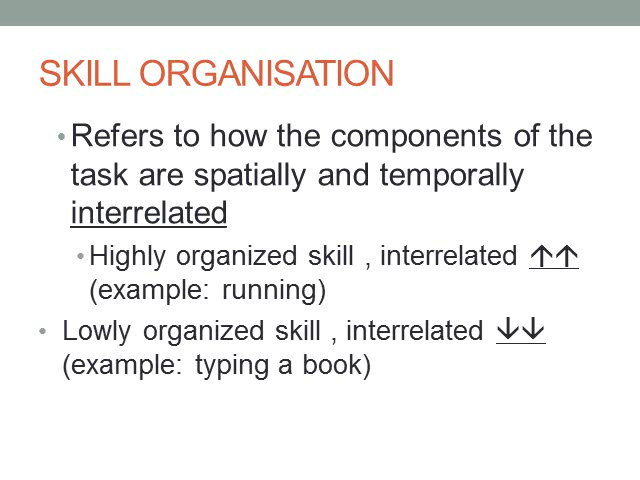 SKILL ORGANISATION
• Refers to how the components of the
task are spatially and temporally
interrelated
• Highly organized skill , interrelated ↑↑
(example: running)
• Lowly organized skill , interrelated ↓↓
(example: typing a book)